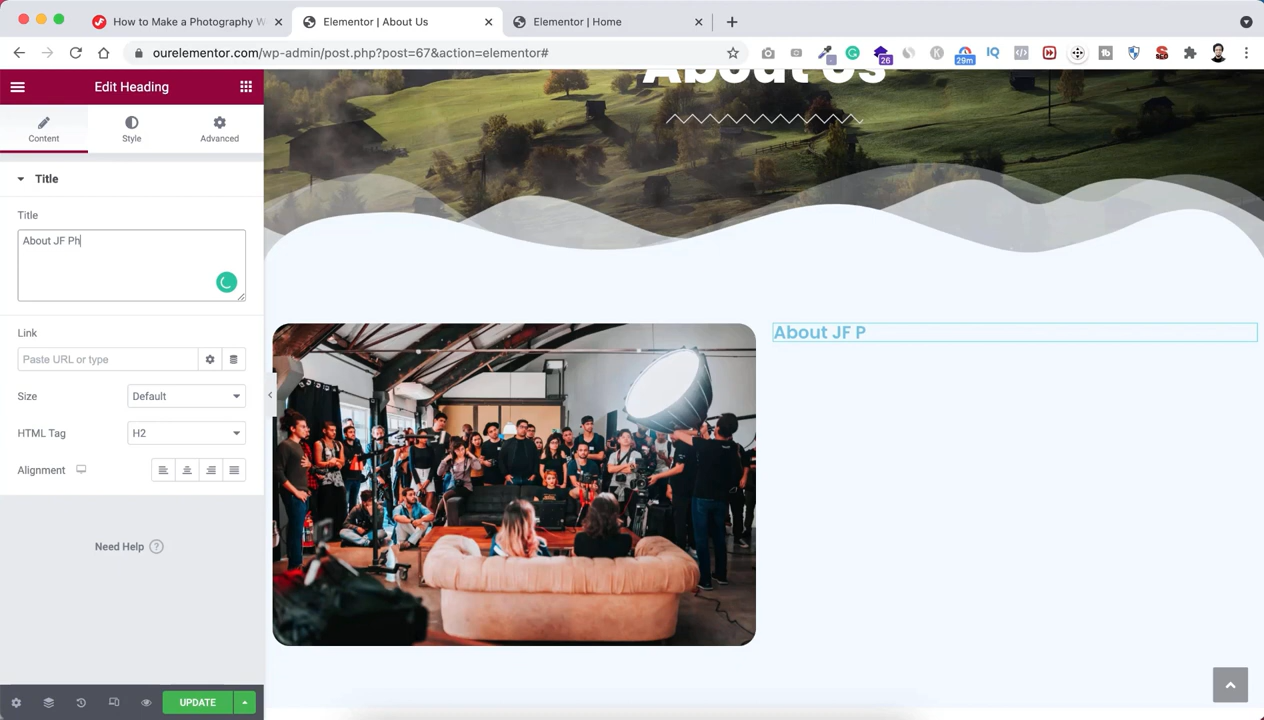 How to Make a Photography W
Elementor | About Us
Elementor | Home
ourelementor.com/wp-admin/post.php?post=67&action=elementor#
26
29m
Edit Heading
Content
Style
Advanced
Title
Title
About JF Ph
Link
Paste URL or type
Size
Default
HTML Tag
H2
Alignment
Need Help
UPDATE
About Us
About JF P